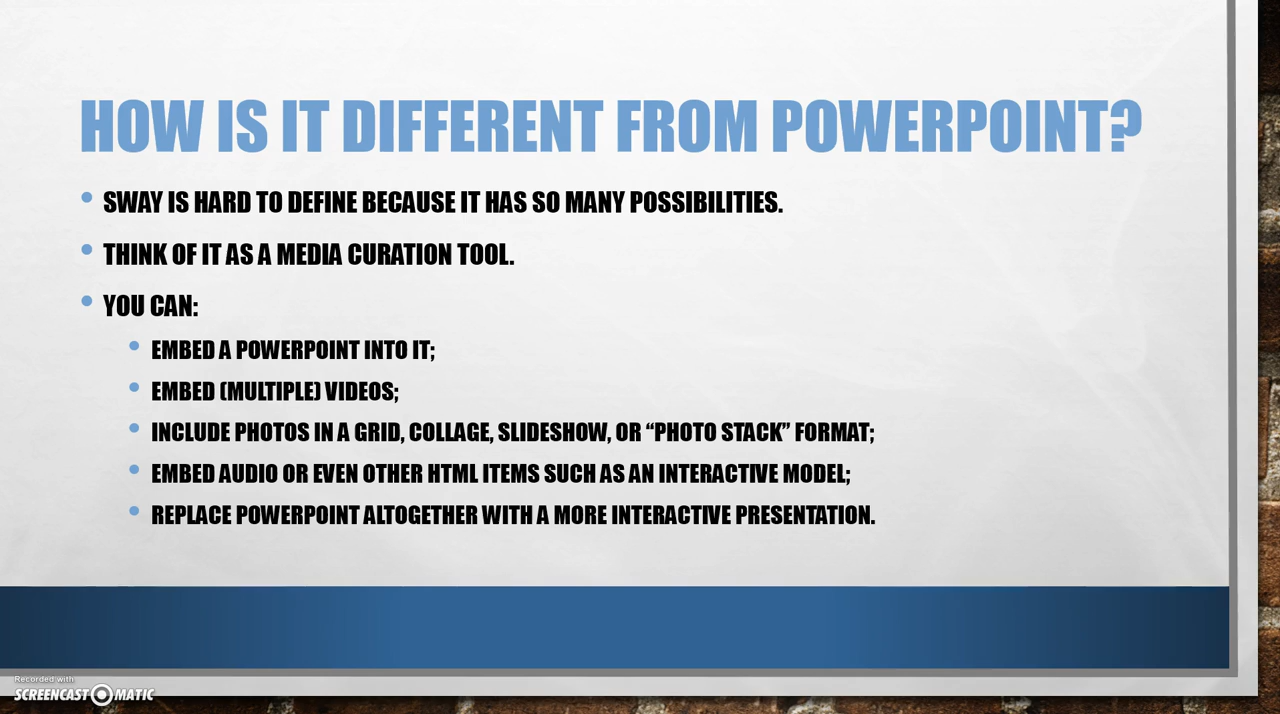 HOW IS IT DIFFERENT FROM POWERPOINT?
SWAY IS HARD TO DEFINE BECAUSE IT HAS SO MANY POSSIBILITIES.
THINK OF IT AS A MEDIA CURATION TOOL.
YOU CAN:
EMBED A POWERPOINT INTO IT;
EMBED (MULTIPLE) VIDEOS;
INCLUDE PHOTOS IN A GRID, COLLAGE, SLIDESHOW, OR “PHOTO STACK” FORMAT;
EMBED AUDIO OR EVEN OTHER HTML ITEMS SUCH AS AN INTERACTIVE MODEL;
REPLACE POWERPOINT ALTOGETHER WITH A MORE INTERACTIVE PRESENTATION.
Recorded with
SCREENCAST MATIC